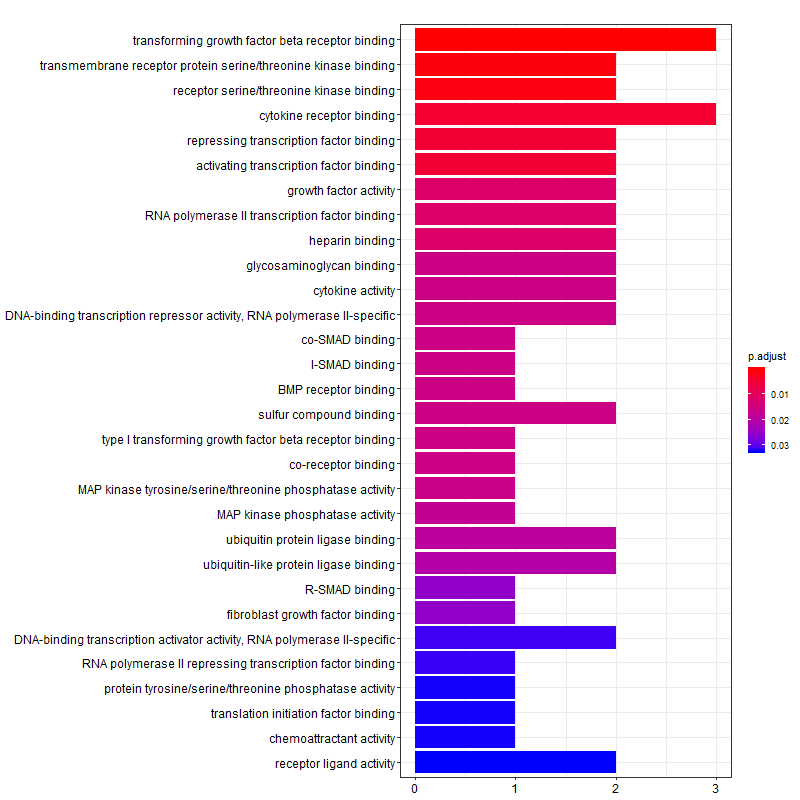 transforming growth factor beta receptor binding
transmembrane receptor protein serine/threonine kinase binding
receptor serine/threonine kinase binding
cytokine receptor binding
repressing transcription factor binding
activating transcription factor binding
growth factor activity
RNA polymerase II transcription factor binding
heparin binding
glycosaminoglycan binding
cytokine activity
DNA-binding transcription repressor activity, RNA polymerase II-specific
co-SMAD binding
I-SMAD binding
BMP receptor binding
sulfur compound binding
type I transforming growth factor beta receptor binding
co-receptor binding
MAP kinase tyrosine/serine/threonine phosphatase activity
MAP kinase phosphatase activity
ubiquitin protein ligase binding
ubiquitin-like protein ligase binding
R-SMAD binding
fibroblast growth factor binding
DNA-binding transcription activator activity, RNA polymerase II-specific
RNA polymerase II repressing transcription factor binding
protein tyrosine/serine/threonine phosphatase activity
translation initiation factor binding
chemoattractant activity
receptor ligand activity
0 1 2 3
p.adjust
0.01
0.02
0.03